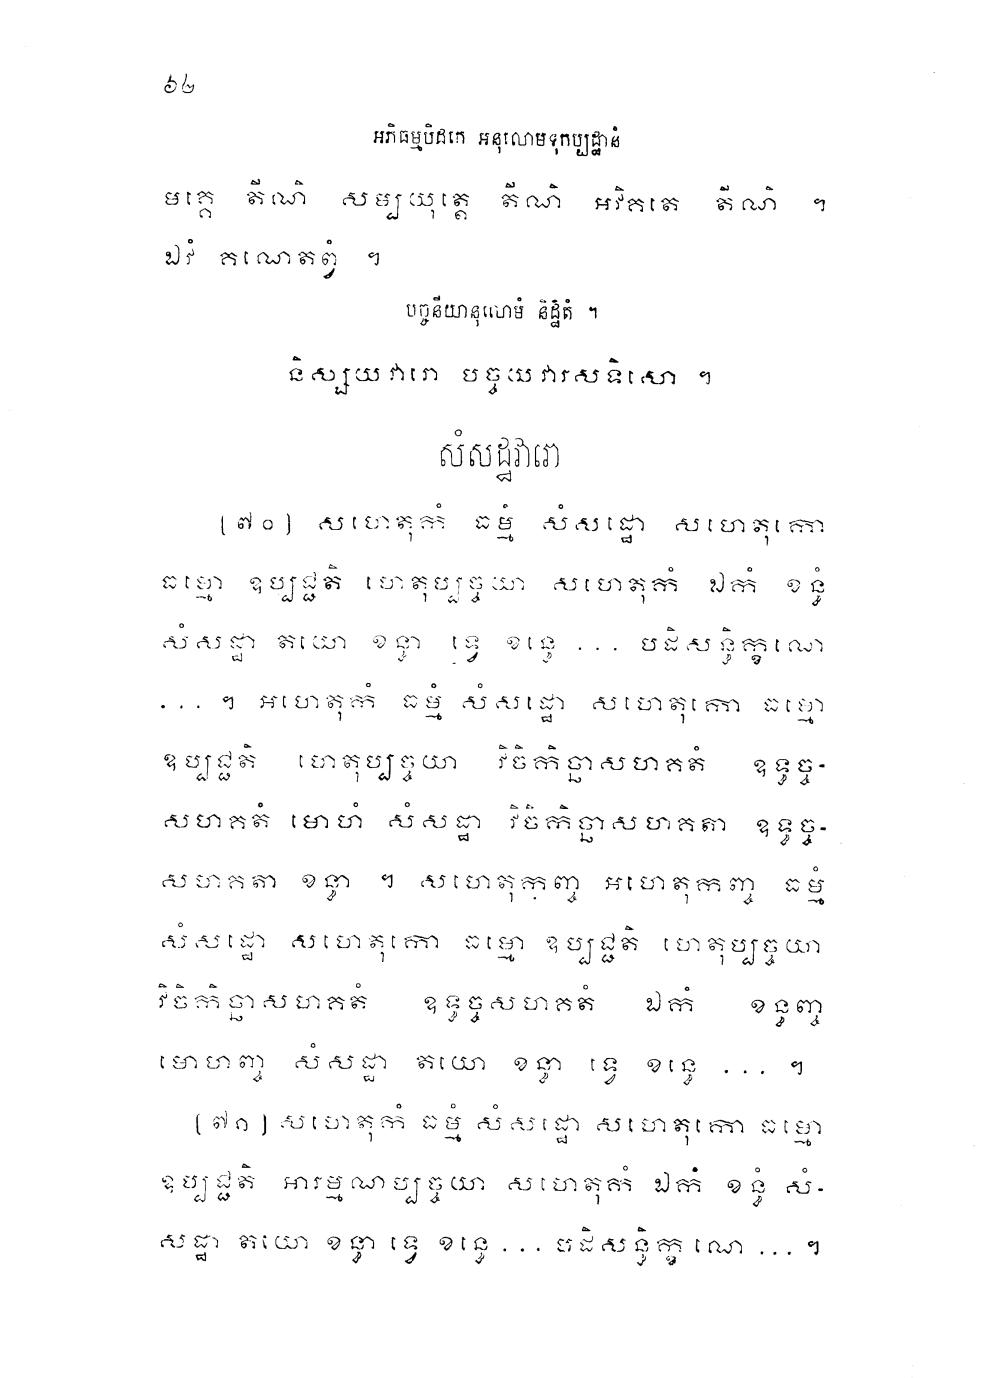 ៦២
អភិធម្មបិដកេ អនុលោមទុកប្បដ្ឋានំ
មគ្គេ តីណិ សម្បយុត្តេ តីណិ អវិគតេ តីណិ ។
ឯវំ គណេតព្វំ ។
បច្ចនីយានុលោមំ និដ្ឋិតំ ។
និស្សយវារោ បច្ចយវារសទិសោ ។
សំសដ្ឋវារោ
[៧០] សហេតុកំ ធម្មំ សំសដ្ឋោ សហេតុកោ
ធម្មោ ឧប្បជ្ជតិ ហេតុប្បច្ចយា សហេតុកំ ឯកំ ខន្ធំ
សំសដ្ឋា តយោ ខន្ធា ទ្វេ ខន្ធេ ... បដិសន្ធិក្ខណេ
... ។ អហេតុកំ ធម្មំ សំសដ្ឋោ សហេតុកោ ធម្មោ
ឧប្បជ្ជតិ ហេតុប្បច្ចយា វិចិកិច្ឆាសហគតំ ឧទ្ធច្ច-
សហគតំ មោហំ សំសដ្ឋា វិចិកិច្ឆាសហគតា ឧទ្ធច្ច-
សហគតា ខន្ធា ។ សហេតុកញ្ច អហេតុកញ្ច ធម្មំ
សំសដ្ឋោ សហេតុកោ ធម្មោ ឧប្បជ្ជតិ ហេតុប្បច្ចយា
វិចិកិច្ឆាសហគតំ ឧទ្ធច្ចសហគតំ ឯកំ ខន្ធញ្ច
មោហញ្ច សំសដ្ឋា តយោ ខន្ធា ទ្វេ ខន្ធេ ... ។
[៧១] សហេតុកំ ធម្មំ សំសដ្ឋោ សហេតុកោ ធម្មោ
ឧប្បជ្ជតិ អារម្មណប្បច្ចយា សហេតុកំ ឯកំ ខន្ធំ សំ-
សដ្ឋា តយោ ខន្ធា ទ្វេ ខន្ធេ ... បដិសន្ធិក្ខណេ ... ។